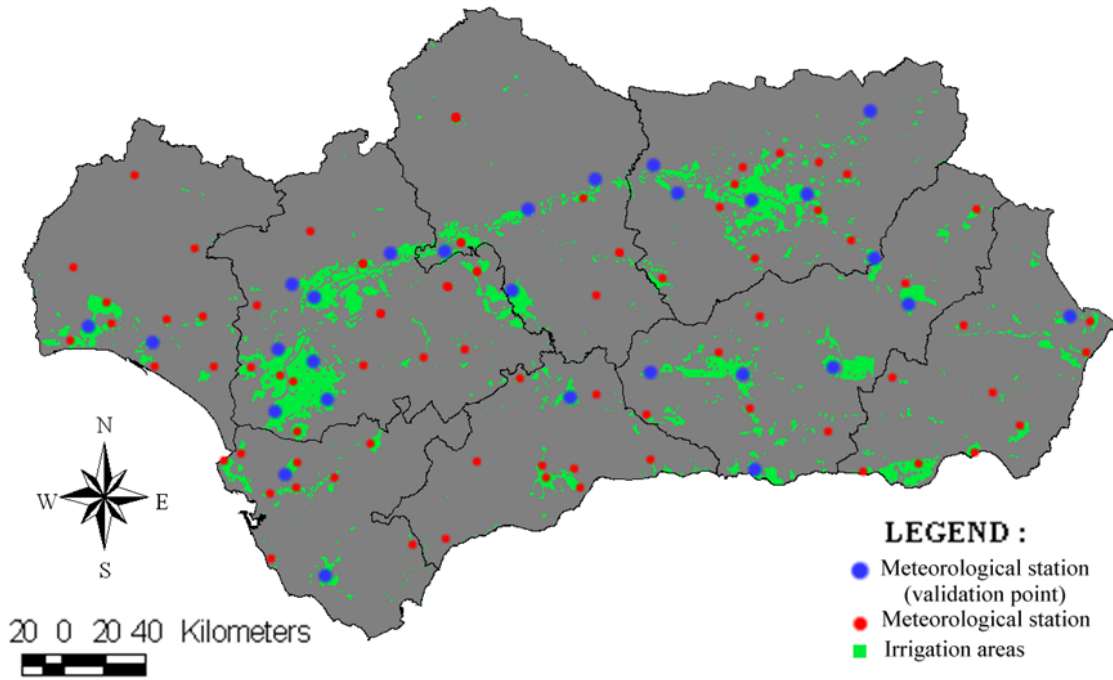 N
W E
S
LEGEND :
Meteorological station
(validation point)
Meteorological station
Irrigation areas
20 0 20 40 Kilometers